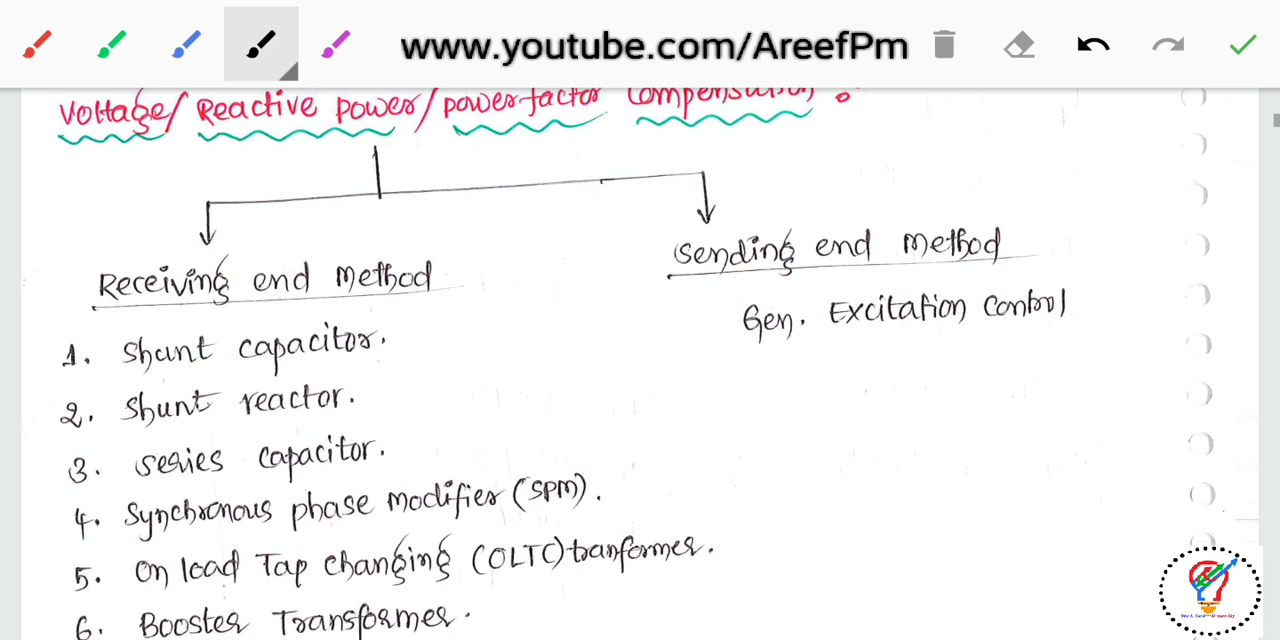 www.youtube.com/AreefPm
Voltage/ Reactive power/ power factor Compensation :
Receiving end Method
1. Shunt capacitor.
2. Shunt reactor.
3. Series capacitor.
4. Synchronous phase modifier (SPM).
5. On load Tap changing (OLTC) tranformer.
6. Booster Transformer.
Sending end Method
Gen. Excitation Control